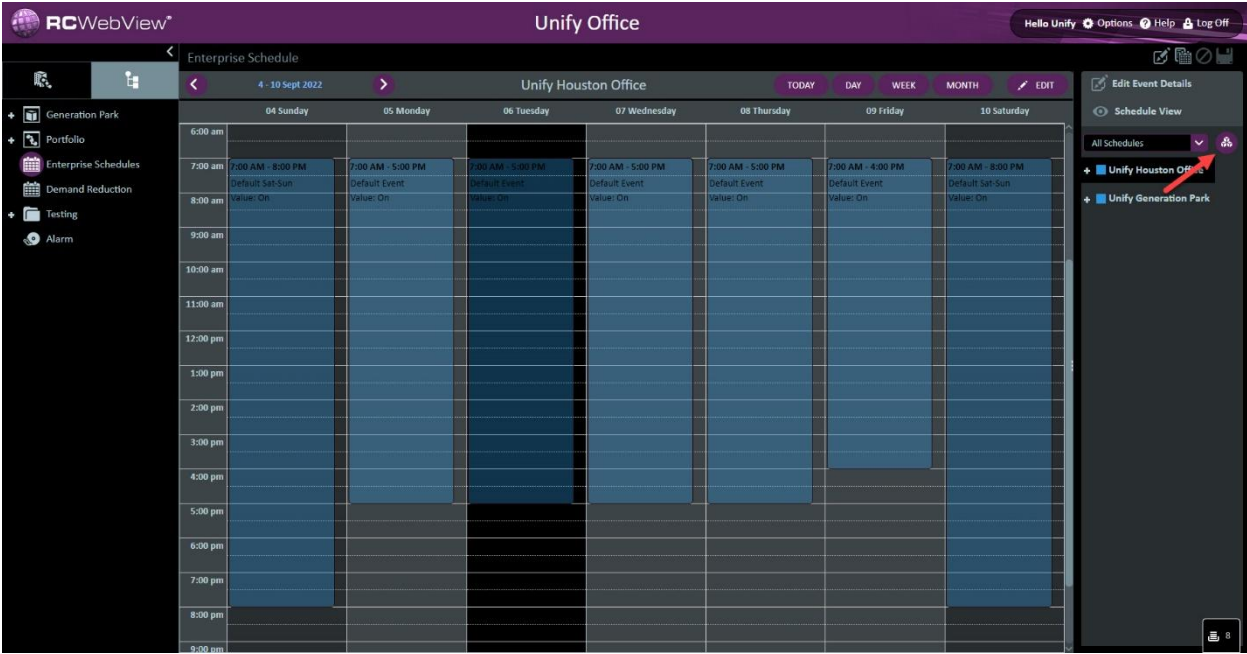 RCWebView®
Unify Office
Hello Unify Options Help Log Off
Enterprise Schedule
4 - 10 Sept 2022
Unify Houston Office
TODAY DAY WEEK MONTH EDIT
Edit Event Details
Schedule View
All Schedules
Unify Houston Office
Unify Generation Park
Generation Park
Portfolio
Enterprise Schedules
Demand Reduction
Testing
Alarm
04 Sunday 05 Monday 06 Tuesday 07 Wednesday 08 Thursday 09 Friday 10 Saturday
6:00 am
7:00 am
8:00 am
9:00 am
10:00 am
11:00 am
12:00 pm
1:00 pm
2:00 pm
3:00 pm
4:00 pm
5:00 pm
6:00 pm
7:00 pm
8:00 pm
9:00 pm
7:00 AM - 8:00 PM
Default Sat-Sun
Value: On
7:00 AM - 5:00 PM
Default Event
Value: On
7:00 AM - 5:00 PM
Default Event
Value: On
7:00 AM - 5:00 PM
Default Event
Value: On
7:00 AM - 5:00 PM
Default Event
Value: On
7:00 AM - 4:00 PM
Default Event
Value: On
7:00 AM - 8:00 PM
Default Sat-Sun
Value: On
8